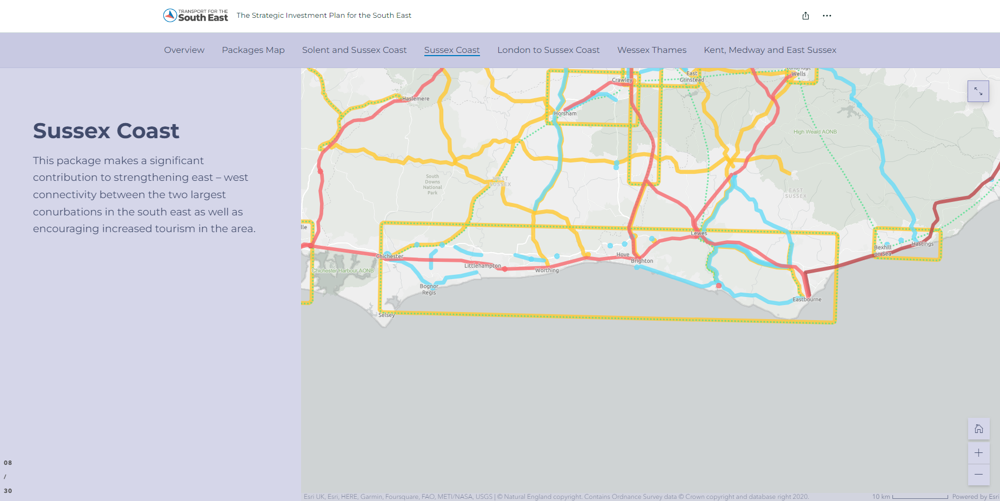 TRANSPORT FOR THE
South East
The Strategic Investment Plan for the South East
Overview
Packages Map
Solent and Sussex Coast
Sussex Coast
London to Sussex Coast
Wessex Thames
Kent, Medway and East Sussex
Sussex Coast
This package makes a significant
contribution to strengthening east – west
connectivity between the two largest
conurbations in the south east as well as
encouraging increased tourism in the area.
08
/
30
Crawley
East
Grinstead
Wells
Haslemere
Horsham
High Weald AONB
South
Downs
National
Park
WEST
SUSSEX
EAST
SUSSEX
lle
Lewes
Bexhill
on Sea
Hastings
Chichester
Hove
Brighton
Littlehampton
Worthing
Chichester Harbour AONB
Bognor
Regis
Eastbourne
Selsey
Esri UK, Esri, HERE, Garmin, Foursquare, FAO, METI/NASA, USGS | © Natural England copyright. Contains Ordnance Survey data © Crown copyright and database right 2020.
10 km
Powered by Esri